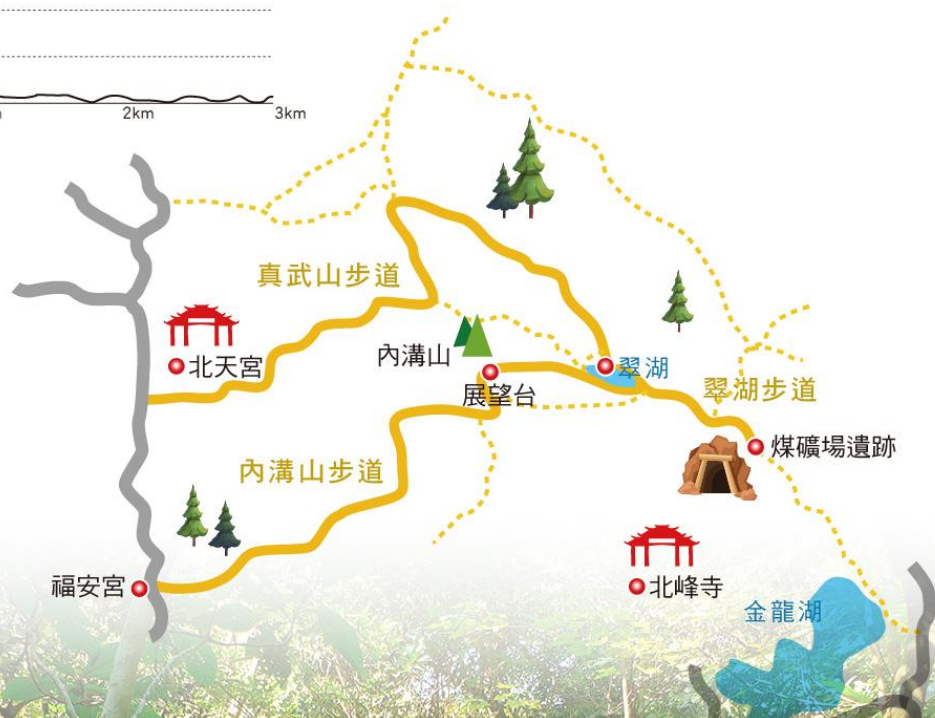 2km
3km
真武山步道
北天宮
內溝山
翠湖
展望台
翠湖步道
煤礦場遺跡
內溝山步道
福安宮
北峰寺
金龍湖